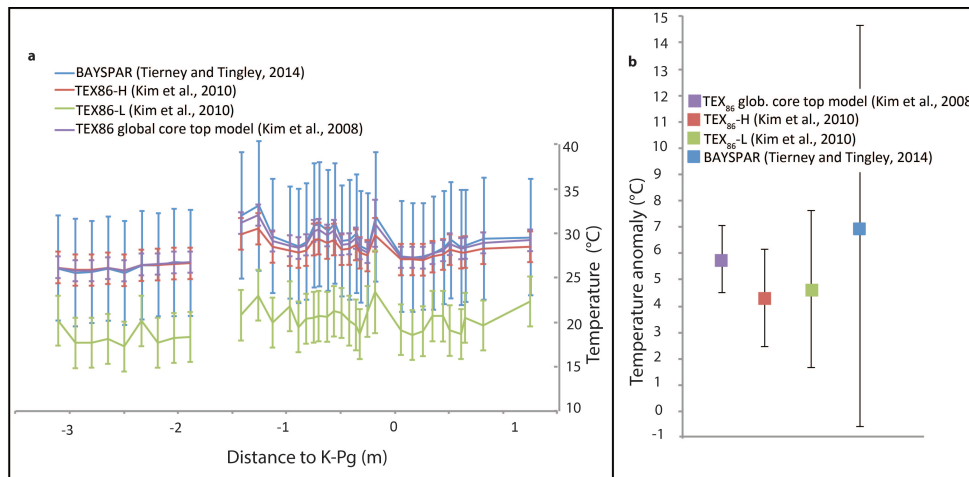 a
BAYSPAR (Tierney and Tingley, 2014)
TEX86-H (Kim et al., 2010)
TEX86-L (Kim et al., 2010)
TEX86 global core top model (Kim et al., 2008)
40
35
30
25
20
15
10
Temperature (°C)
-3
-2
-1
0
1
Distance to K-Pg (m)
b
15
14
13
12
11
10
9
8
7
6
5
4
3
2
1
0
-1
Temperature anomaly (°C)
TEX86 glob. core top model (Kim et al., 2008
TEX86-H (Kim et al., 2010)
TEX86-L (Kim et al., 2010)
BAYSPAR (Tierney and Tingley, 2014)